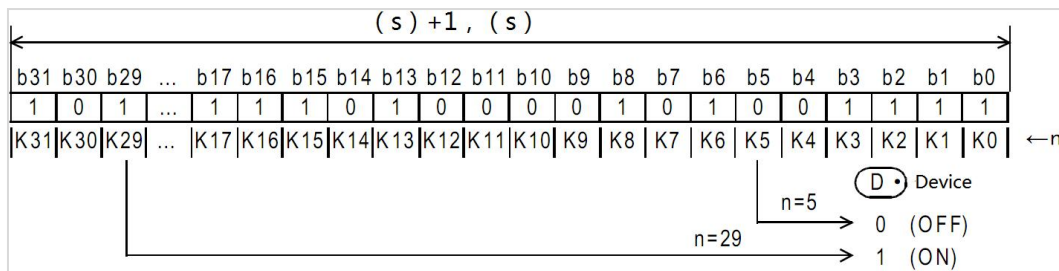 (s)+1, (s)
b31 b30 b29 ... b17 b16 b15 b14 b13 b12 b11 b10 b9 b8 b7 b6 b5 b4 b3 b2 b1 b0
1 0 1 ... 1 1 1 0 1 0 0 0 0 1 0 1 0 0 1 1 1 1
K31 K30 K29 ... K17 K16 K15 K14 K13 K12 K11 K10 K9 K8 K7 K6 K5 K4 K3 K2 K1 K0 ←n
D • Device
n=5 0 (OFF)
n=29 1 (ON)